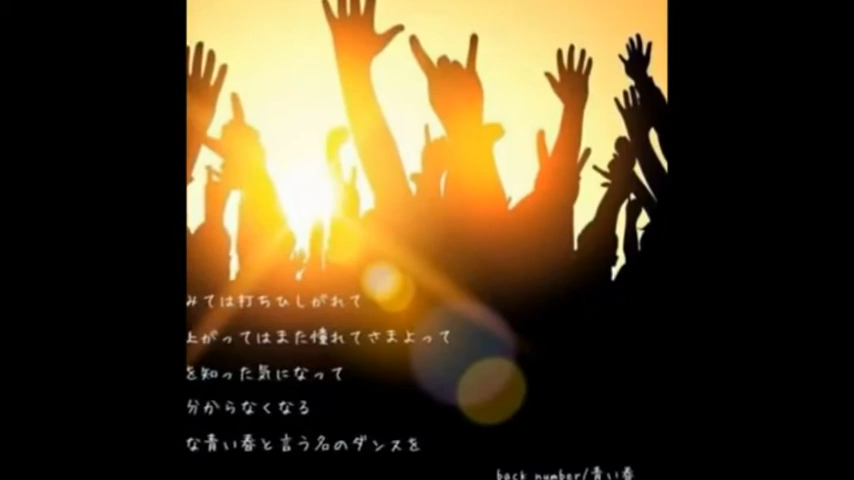 みては打ちひしがれて
上がってはまた憧れてさまよって
を知った気になって
分からなくなる
な青い春と言う名のダンスを
back number/青い春